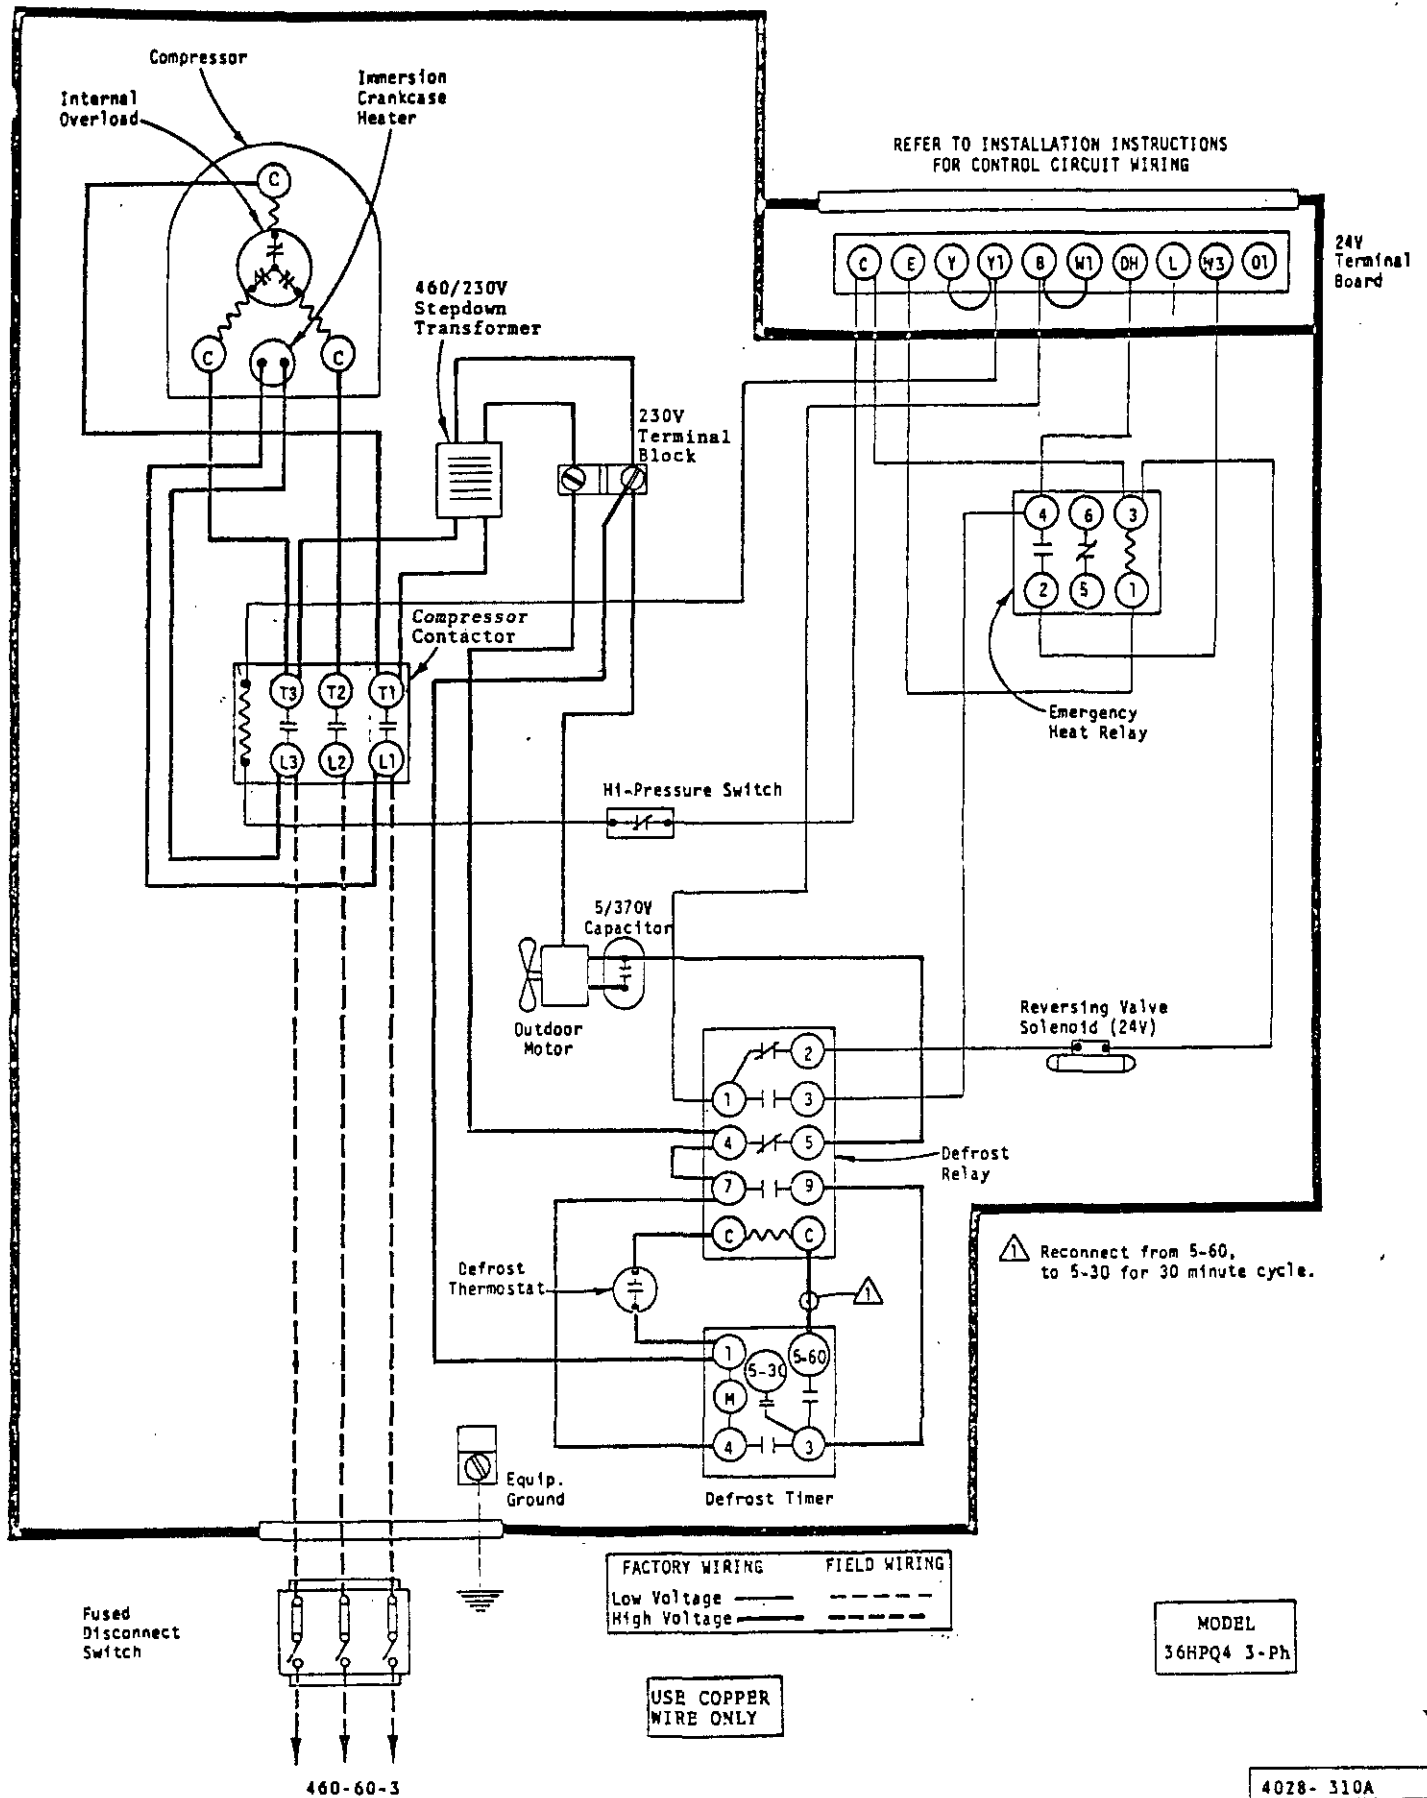 Compressor
Internal
Overload
Immersion
Crankcase
Heater
C
C
C
460/230V
Stepdown
Transformer
230V
Terminal
Block
REFER TO INSTALLATION INSTRUCTIONS
FOR CONTROL CIRCUIT WIRING
C E Y Y1 B W1 DH L W3 O1
24V
Terminal
Board
4 6 3
2 5 1
Emergency
Heat Relay
Compressor
Contactor
T3 T2 T1
L3 L2 L1
Hi-Pressure Switch
5/370V
Capacitor
Outdoor
Motor
Reversing Valve
Solenoid (24V)
2
1 3
4 5
7 9
C C
Defrost
Relay
1
Reconnect from 5-60,
to 5-30 for 30 minute cycle.
Defrost
Thermostat
1
1 5-30 5-60
M
4 3
Defrost Timer
Equip.
Ground
FACTORY WIRING FIELD WIRING
Low Voltage
High Voltage
Fused
Disconnect
Switch
MODEL
36HPQ4 3-Ph
USE COPPER
WIRE ONLY
460-60-3
4028- 310A